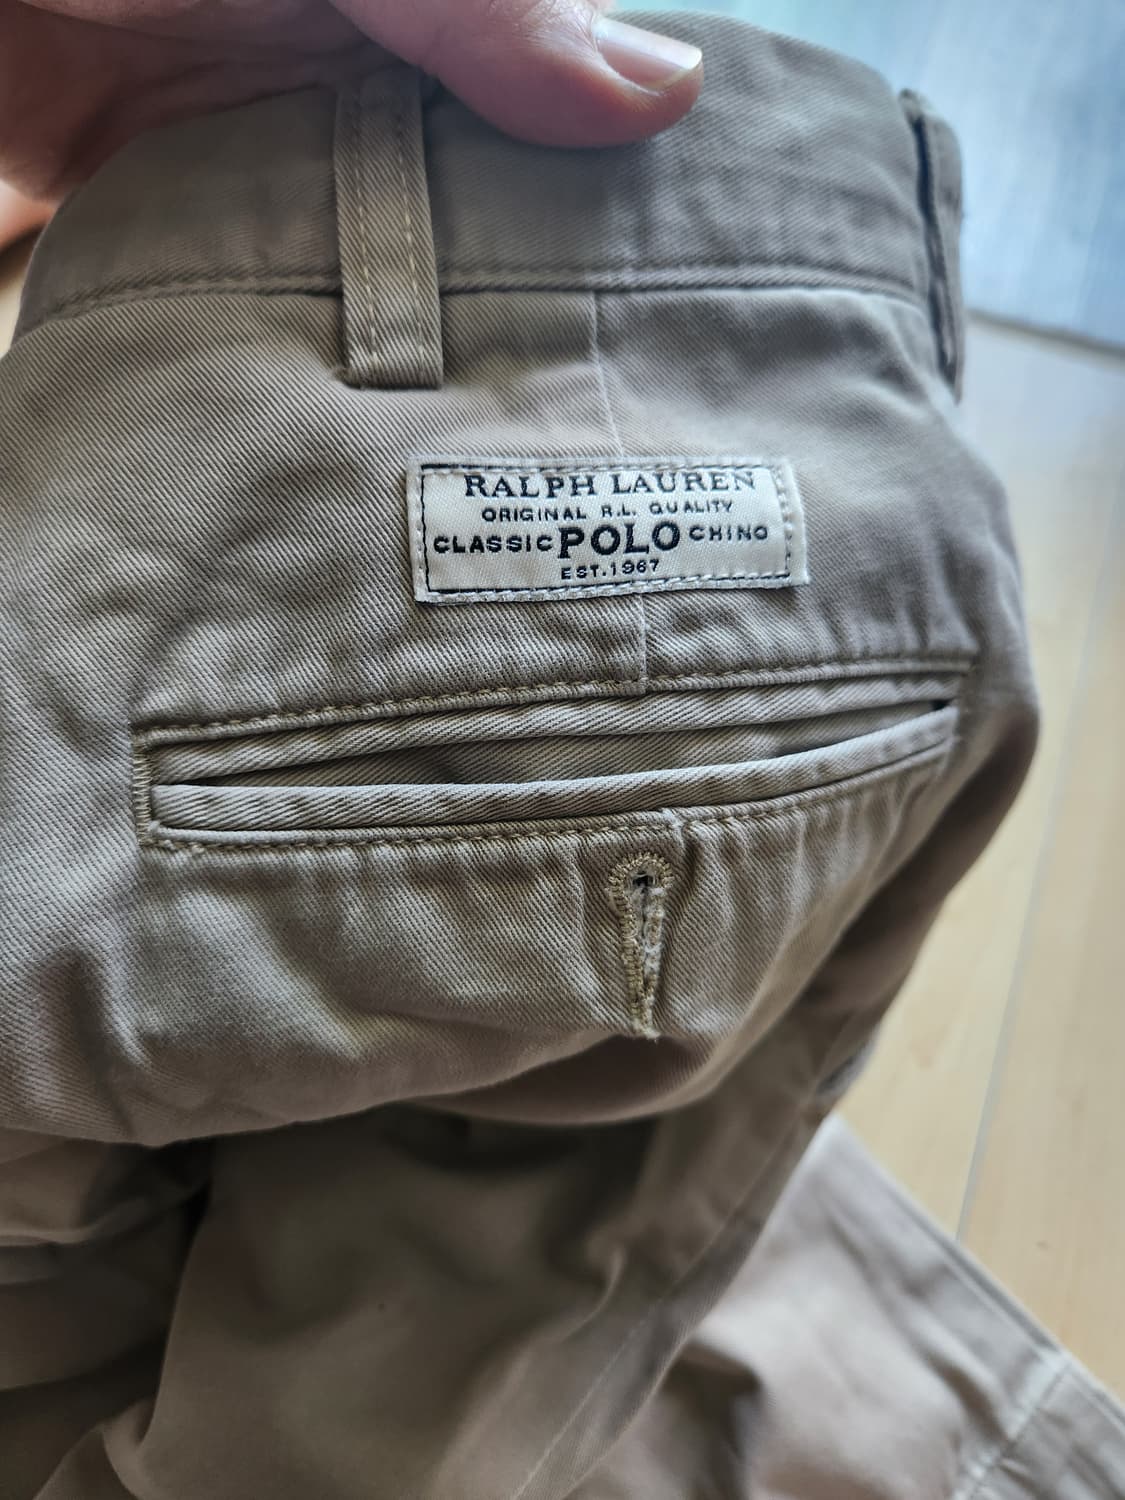 RALPH LAUREN
ORIGINAL R.L. QUALITY
CLASSIC POLO CHINO
EST.1967